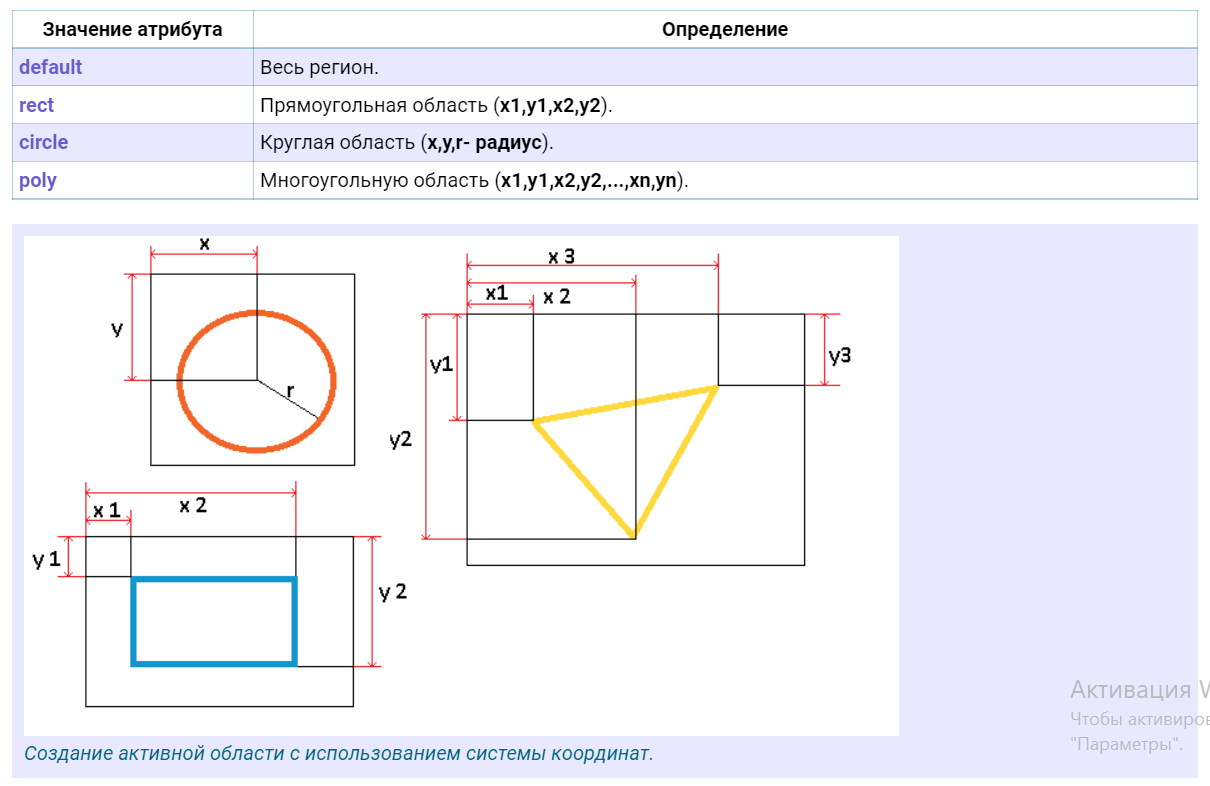 Значение атрибута Определение
default Весь регион.
rect Прямоугольная область (x1,y1,x2,y2).
circle Круглая область (x,y,r- радиус).
poly Многоугольную область (x1,y1,x2,y2,...,xn,yn).
x
y
r
x 3
x1 x 2
y1
y3
y2
x 1 x 2
y 1
y 2
Создание активной области с использованием системы координат.
Активация
Чтобы активиров
"Параметры".